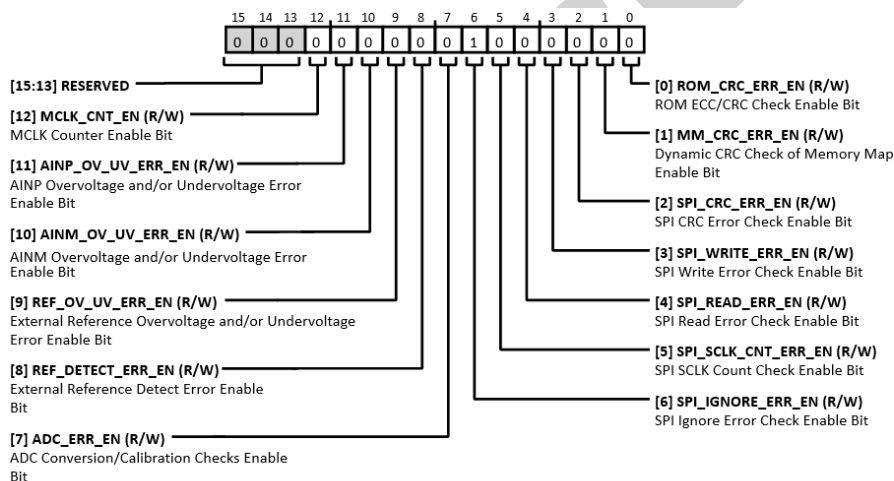 15 14 13 12 11 10 9 8 7 6 5 4 3 2 1 0
0 0 0 0 0 0 0 0 0 1 0 0 0 0 0 0
[15:13] RESERVED
[12] MCLK_CNT_EN (R/W)
MCLK Counter Enable Bit
[11] AINP_OV_UV_ERR_EN (R/W)
AINP Overvoltage and/or Undervoltage Error
Enable Bit
[10] AINM_OV_UV_ERR_EN (R/W)
AINM Overvoltage and/or Undervoltage Error
Enable Bit
[9] REF_OV_UV_ERR_EN (R/W)
External Reference Overvoltage and/or Undervoltage
Error Enable Bit
[8] REF_DETECT_ERR_EN (R/W)
External Reference Detect Error Enable
Bit
[7] ADC_ERR_EN (R/W)
ADC Conversion/Calibration Checks Enable
Bit
[0] ROM_CRC_ERR_EN (R/W)
ROM ECC/CRC Check Enable Bit
[1] MM_CRC_ERR_EN (R/W)
Dynamic CRC Check of Memory Map
Enable Bit
[2] SPI_CRC_ERR_EN (R/W)
SPI CRC Error Check Enable Bit
[3] SPI_WRITE_ERR_EN (R/W)
SPI Write Error Check Enable Bit
[4] SPI_READ_ERR_EN (R/W)
SPI Read Error Check Enable Bit
[5] SPI_SCLK_CNT_ERR_EN (R/W)
SPI SCLK Count Check Enable Bit
[6] SPI_IGNORE_ERR_EN (R/W)
SPI Ignore Error Check Enable Bit